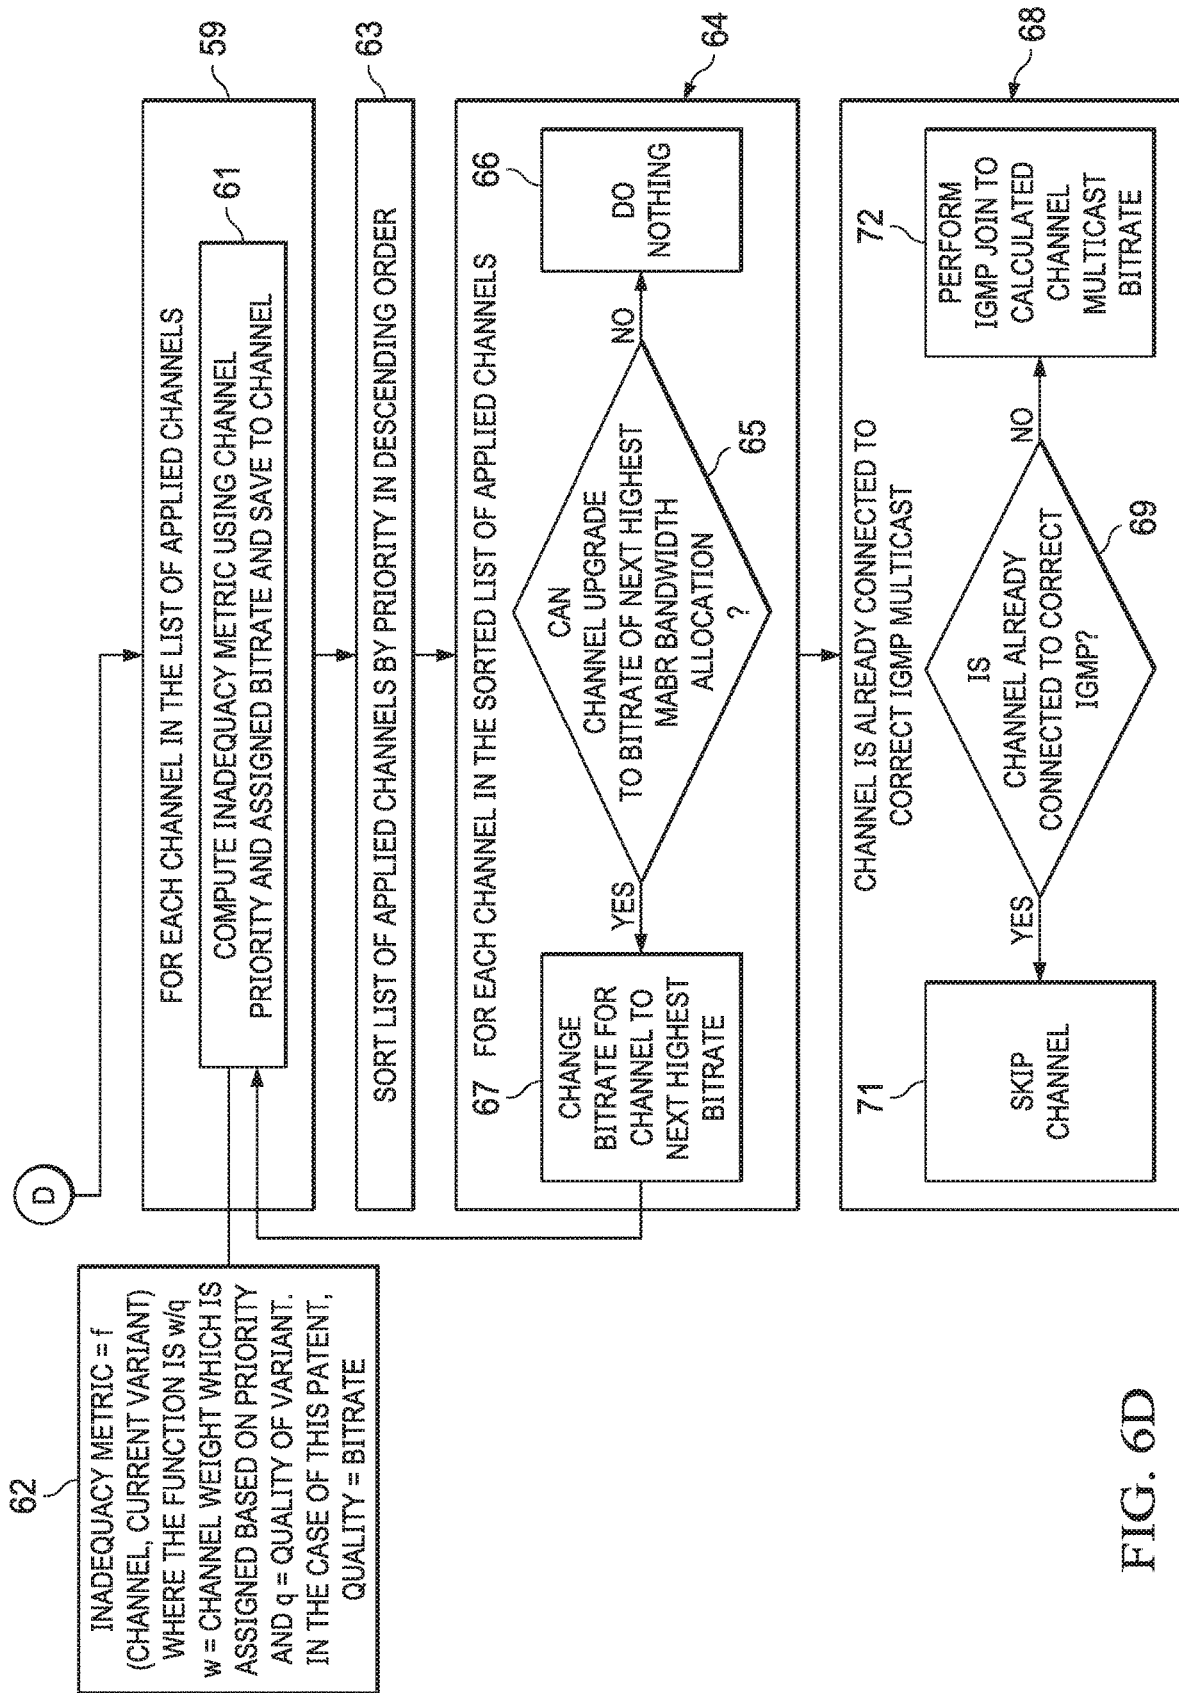 D
59
FOR EACH CHANNEL IN THE LIST OF APPLIED CHANNELS
61
COMPUTE INADEQUACY METRIC USING CHANNEL
PRIORITY AND ASSIGNED BITRATE AND SAVE TO CHANNEL
62
INADEQUACY METRIC = f
(CHANNEL, CURRENT VARIANT)
WHERE THE FUNCTION IS w/q
w = CHANNEL WEIGHT WHICH IS
ASSIGNED BASED ON PRIORITY
AND q = QUALITY OF VARIANT.
IN THE CASE OF THIS PATENT,
QUALITY = BITRATE
63
SORT LIST OF APPLIED CHANNELS BY PRIORITY IN DESCENDING ORDER
64
FOR EACH CHANNEL IN THE SORTED LIST OF APPLIED CHANNELS
67
CHANGE
BITRATE FOR
CHANNEL TO
NEXT HIGHEST
BITRATE
YES
CAN
CHANNEL UPGRADE
TO BITRATE OF NEXT HIGHEST
MABR BANDWIDTH
ALLOCATION
?
65
NO
66
DO
NOTHING
68
CHANNEL IS ALREADY CONNECTED TO
CORRECT IGMP MULTICAST
71
SKIP
CHANNEL
YES
IS
CHANNEL ALREADY
CONNECTED TO CORRECT
IGMP?
69
NO
72
PERFORM
IGMP JOIN TO
CALCULATED
CHANNEL
MULTICAST
BITRATE
FIG. 6D